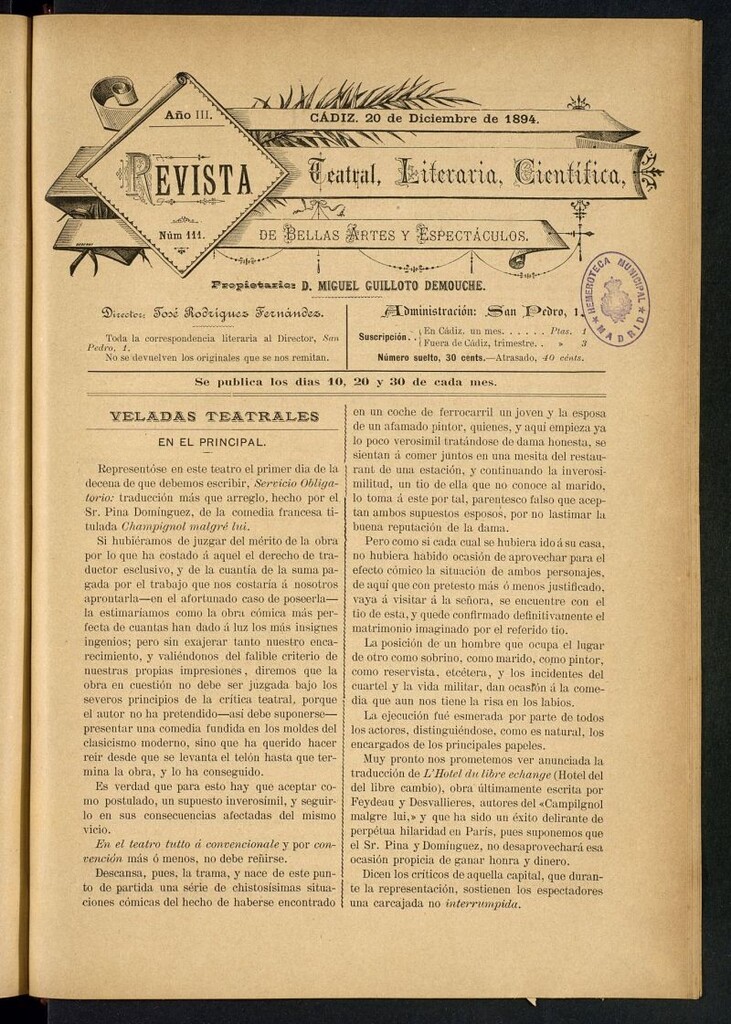 Año III.
CÁDIZ. 20 de Diciembre de 1894.
REVISTA
Teatral, Literaria, Científica,
Núm 111.
DE BELLAS ARTES Y ESPECTÁCULOS.
Propietario: D. MIGUEL GUILLOTO DEMOUCHE.
HEMEROTECA MUNICIPAL
MADRID
Director: José Rodríguez Fernández.
Toda la correspondencia literaria al Director, San
Pedro, 1.
No se devuelven los originales que se nos remitan.
Administración: San Pedro, 1.
Suscripción. . { En Cádiz. un mes. . . . . . Ptas. 1
Fuera de Cádiz, trimestre. . » 3
Número suelto, 30 cents.—Atrasado, 40 cents.
Se publica los dias 10, 20 y 30 de cada mes.
VELADAS TEATRALES
EN EL PRINCIPAL.
Representóse en este teatro el primer dia de la
decena de que debemos escribir, Servicio Obliga-
torio: traducción más que arreglo, hecho por el
Sr. Pina Domínguez, de la comedia francesa ti-
tulada Champignol malgré lui.
Si hubiéramos de juzgar del mérito de la obra
por lo que ha costado á aquel el derecho de tra-
ductor esclusivo, y de la cuantía de la suma pa-
gada por el trabajo que nos costaría á nosotros
aprontarla—en el afortunado caso de poseerla—
la estimaríamos como la obra cómica más per-
fecta de cuantas han dado á luz los más insignes
ingenios; pero sin exajerar tanto nuestro enca-
recimiento, y valiéndonos del falible criterio de
nuestras propias impresiones, diremos que la
obra en cuestión no debe ser juzgada bajo los
severos principios de la crítica teatral, porque
el autor no ha pretendido—así debe suponerse—
presentar una comedia fundida en los moldes del
clasicismo moderno, sino que ha querido hacer
reír desde que se levanta el telón hasta que ter-
mina la obra, y lo ha conseguido.
Es verdad que para esto hay que aceptar co-
mo postulado, un supuesto inverosímil, y seguir-
lo en sus consecuencias afectadas del mismo
vicio.
En el teatro tutto á convencionale y por con-
vención más ó menos, no debe reñirse.
Descansa, pues, la trama, y nace de este pun-
to de partida una série de chistosísimas situa-
ciones cómicas del hecho de haberse encontrado
en un coche de ferrocarril un joven y la esposa
de un afamado pintor, quienes, y aquí empieza ya
lo poco verosimil tratándose de dama honesta, se
sientan á comer juntos en una mesita del restau-
rant de una estación, y continuando la inverosi-
militud, un tio de ella que no conoce al marido,
lo toma á este por tal, parentesco falso que acep-
tan ambos supuestos esposos, por no lastimar la
buena reputación de la dama.
Pero como si cada cual se hubiera ido á su casa,
no hubiera habido ocasión de aprovechar para el
efecto cómico la situación de ambos personajes,
de aquí que con pretesto más ó menos justificado,
vaya á visitar á la señora, se encuentre con el
tio de esta, y quede confirmado definitivamente el
matrimonio imaginado por el referido tio.
La posición de un hombre que ocupa el lugar
de otro como sobrino, como marido, como pintor,
como reservista, etcétera, y los incidentes del
cuartel y la vida militar, dan ocasión á la come-
dia que aun nos tiene la risa en los labios.
La ejecución fué esmerada por parte de todos
los actores, distinguiéndose, como es natural, los
encargados de los principales papeles.
Muy pronto nos prometemos ver anunciada la
traducción de L'Hotel du libre echange (Hotel del
del libre cambio), obra últimamente escrita por
Feydeau y Desvallieres, autores del «Campilgnol
malgre lui,» y que ha sido un éxito delirante de
perpétua hilaridad en París, pues suponemos que
el Sr. Pina y Domínguez, no desaprovechará esa
ocasión propicia de ganar honra y dinero.
Dicen los críticos de aquella capital, que duran-
te la representación, sostienen los espectadores
una carcajada no interrumpida.